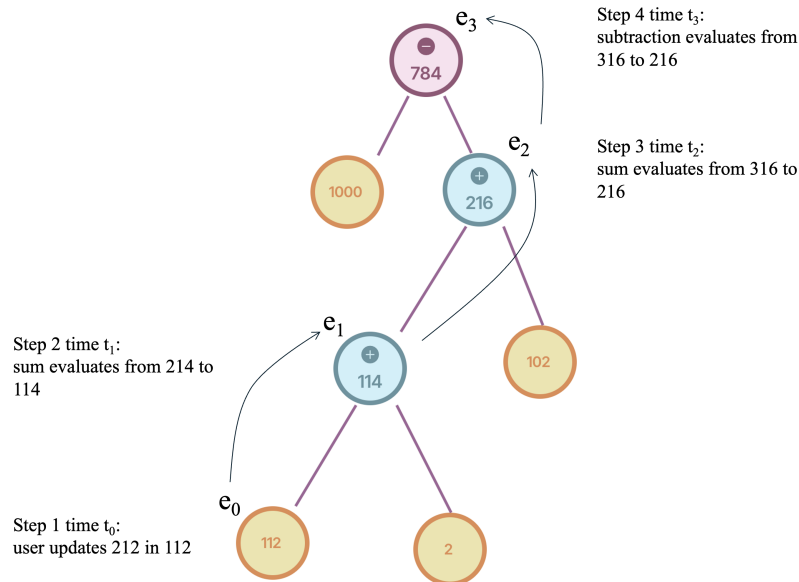 e₃
Step 4 time t₃:
subtraction evaluates from
316 to 216
−
784
e₂
Step 3 time t₂:
sum evaluates from 316 to
216
1000
+
216
e₁
Step 2 time t₁:
sum evaluates from 214 to
114
+
114
102
e₀
Step 1 time t₀:
user updates 212 in 112
112
2